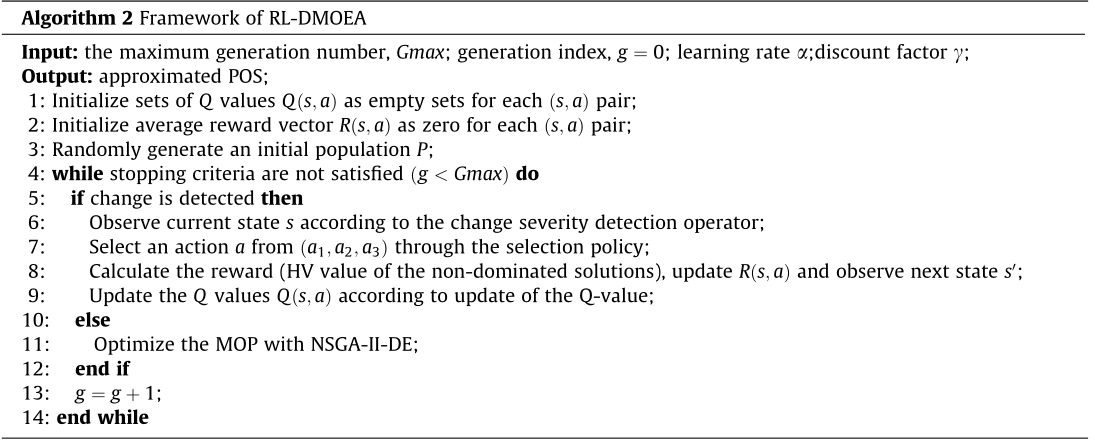 Algorithm 2 Framework of RL-DMOEA
Input: the maximum generation number, Gmax; generation index, g = 0; learning rate α;discount factor γ;
Output: approximated POS;
1: Initialize sets of Q values Q(s, a) as empty sets for each (s, a) pair;
2: Initialize average reward vector R(s, a) as zero for each (s, a) pair;
3: Randomly generate an initial population P;
4: while stopping criteria are not satisfied (g < Gmax) do
5: if change is detected then
6: Observe current state s according to the change severity detection operator;
7: Select an action a from (a₁, a₂, a₃) through the selection policy;
8: Calculate the reward (HV value of the non-dominated solutions), update R(s, a) and observe next state s′;
9: Update the Q values Q(s, a) according to update of the Q-value;
10: else
11: Optimize the MOP with NSGA-II-DE;
12: end if
13: g = g + 1;
14: end while